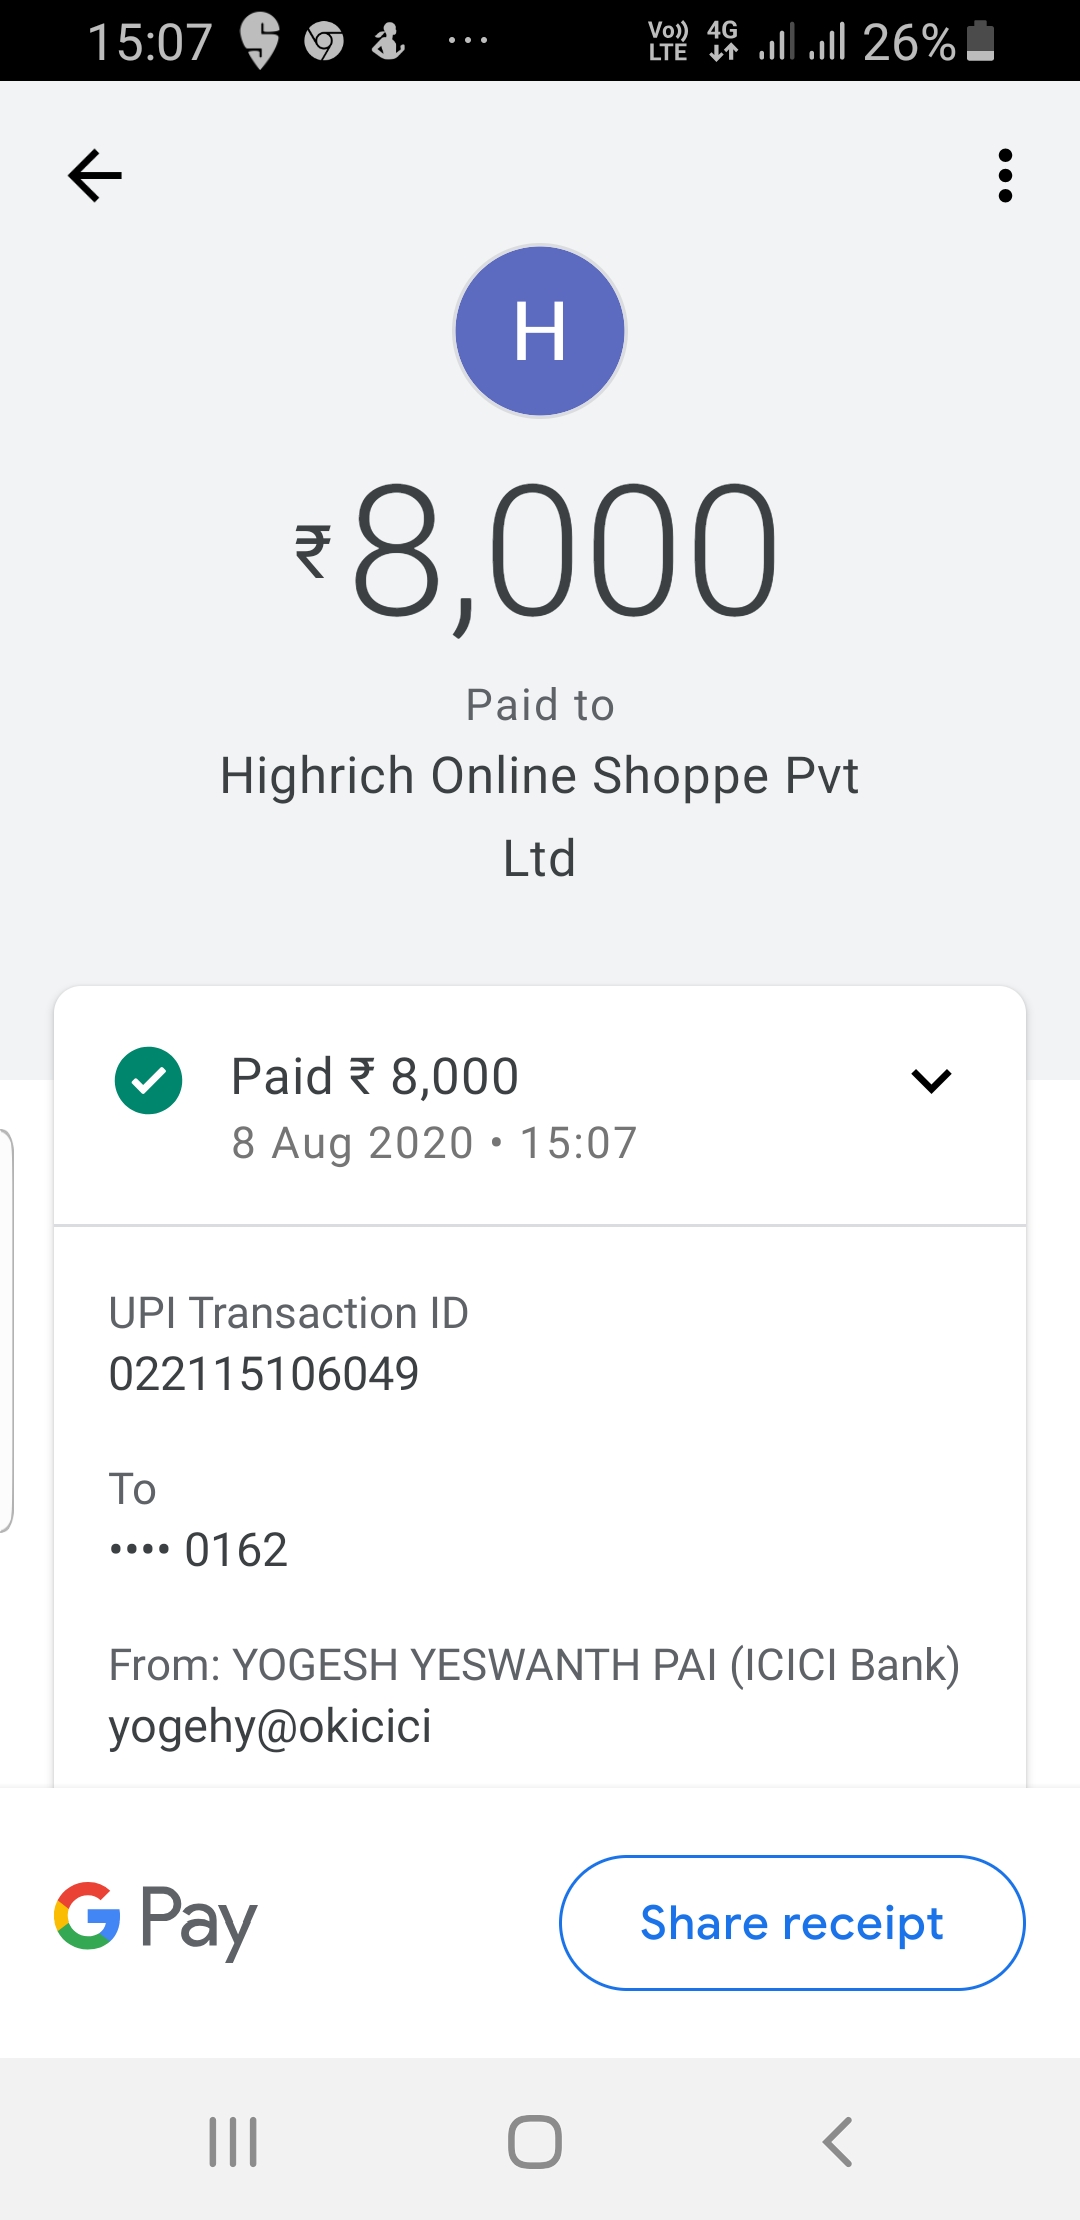 15:07 ... Vo)) LTE 4G 26%
H
₹8,000
Paid to
Highrich Online Shoppe Pvt
Ltd
Paid ₹ 8,000
8 Aug 2020 • 15:07
UPI Transaction ID
022115106049
To
•••• 0162
From: YOGESH YESWANTH PAI (ICICI Bank)
yogehy@okicici
G Pay
Share receipt